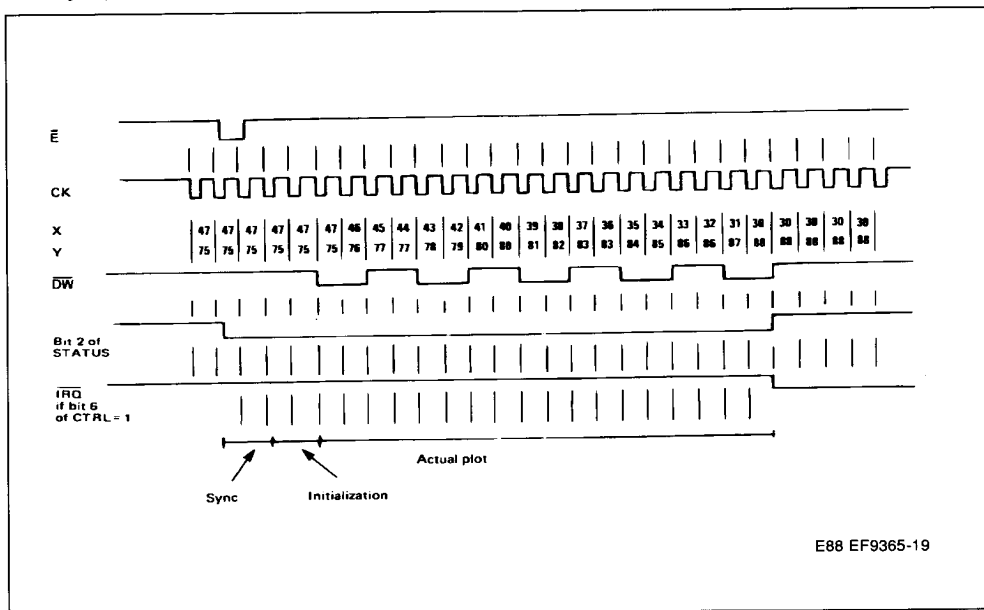 E̅
CK
X 47 47 47 47 47 47 46 45 44 43 42 41 40 39 38 37 36 35 34 33 32 31 30 30 30 30 30
Y 75 75 75 75 75 75 76 77 77 78 79 80 80 81 82 83 83 84 85 86 86 87 88 88 88 88 88
D̅W̅
Bit 2 of
STATUS
I̅R̅Q̅
if bit 6
of CTRL = 1
Actual plot
Sync
Initialization
E88 EF9365-19